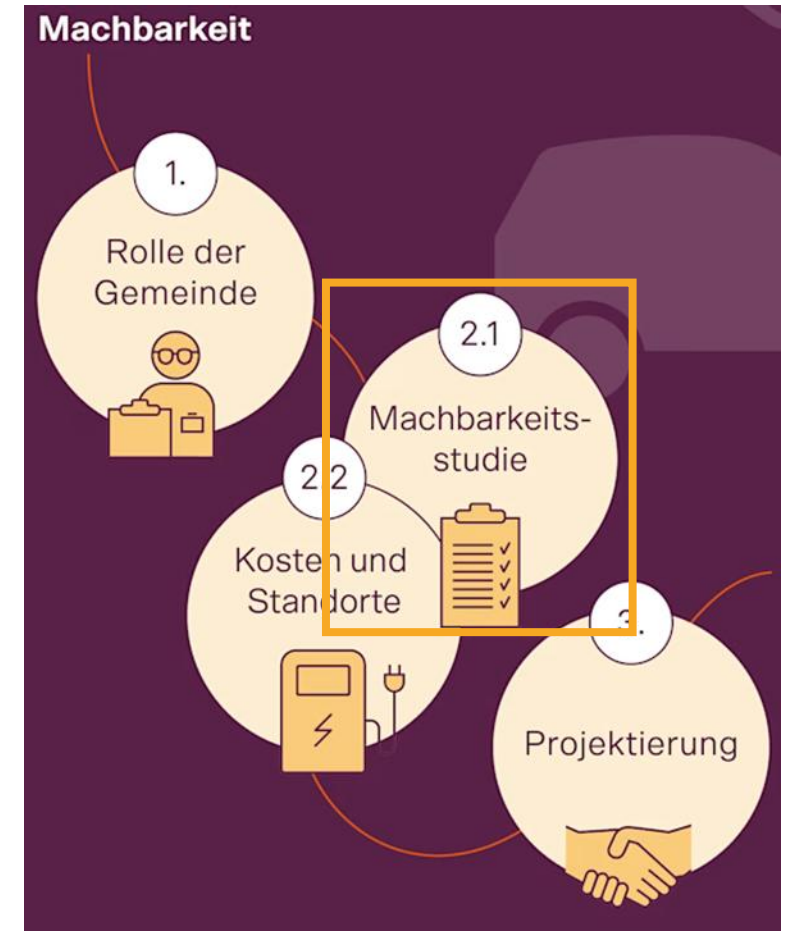 Machbarkeit
1.
Rolle der
Gemeinde
2.1
Machbarkeits-
studie
2.2
Kosten und
Standorte
3.
Projektierung